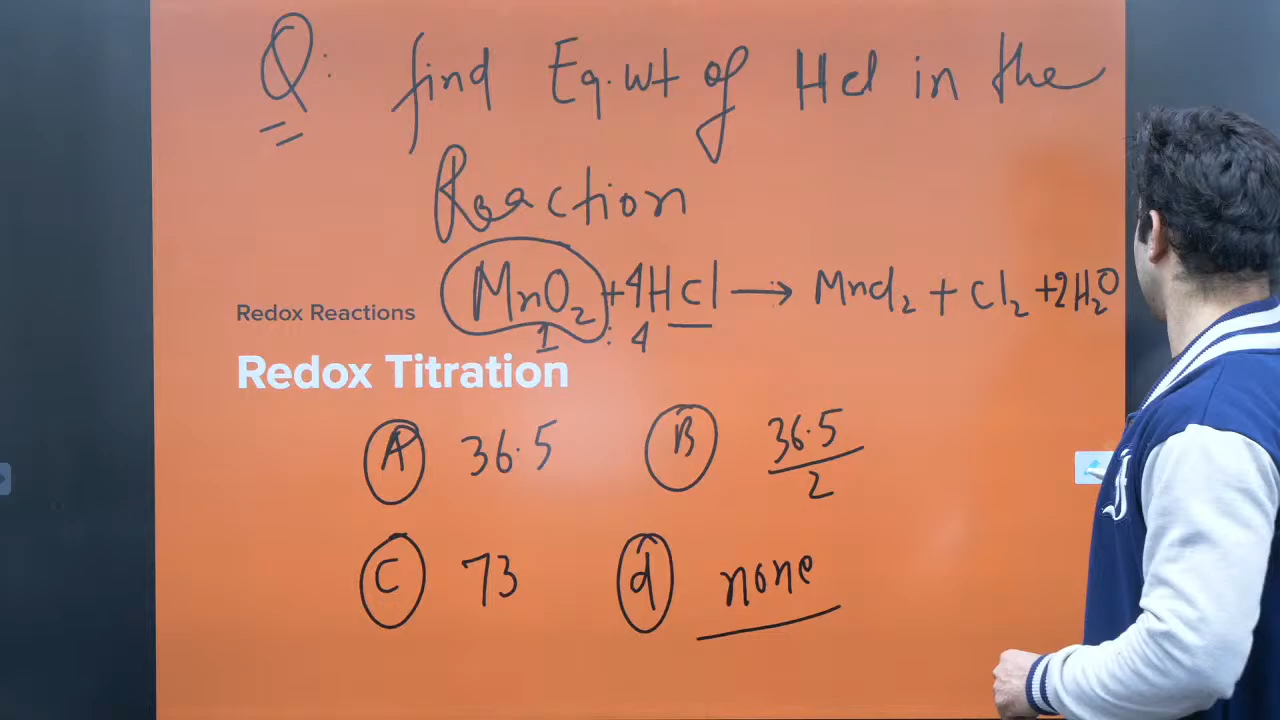 Q: find Eq.wt of HCl in the
Reaction
MnO2 + 4HCl → MnCl2 + Cl2 + 2H2O
1 : 4
Redox Reactions
Redox Titration
A 36.5 B 36.5/2
C 73 d none